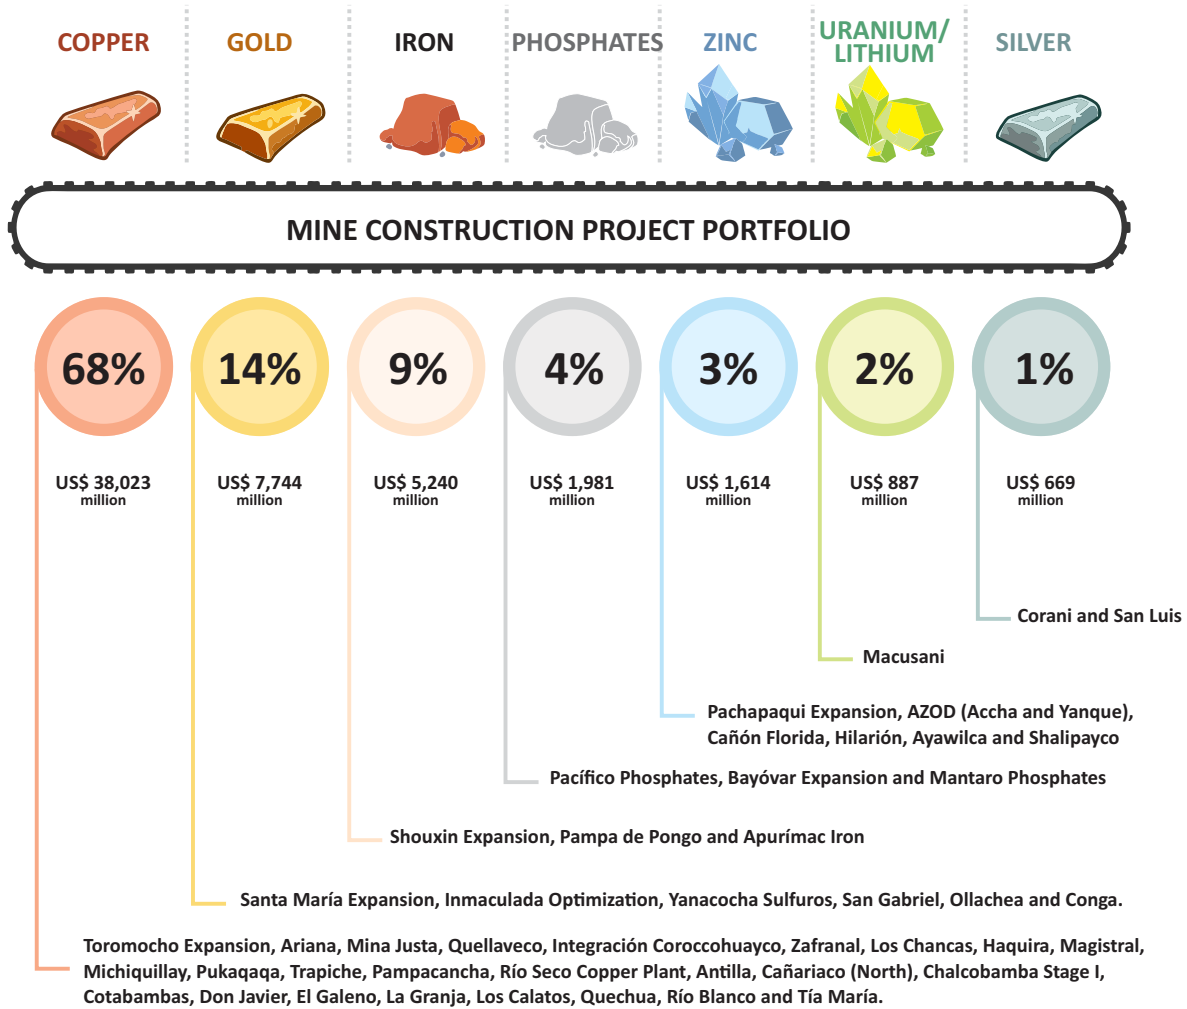 COPPER
GOLD
IRON
PHOSPHATES
ZINC
URANIUM/
LITHIUM
SILVER
MINE CONSTRUCTION PROJECT PORTFOLIO
68%
14%
9%
4%
3%
2%
1%
US$ 38,023
million
US$ 7,744
million
US$ 5,240
million
US$ 1,981
million
US$ 1,614
million
US$ 887
million
US$ 669
million
Corani and San Luis
Macusani
Pachapaqui Expansion, AZOD (Accha and Yanque),
Cañón Florida, Hilarión, Ayawilca and Shalipayco
Pacífico Phosphates, Bayóvar Expansion and Mantaro Phosphates
Shouxin Expansion, Pampa de Pongo and Apurímac Iron
Santa María Expansion, Inmaculada Optimization, Yanacocha Sulfuros, San Gabriel, Ollachea and Conga.
Toromocho Expansion, Ariana, Mina Justa, Quellaveco, Integración Coroccohuayco, Zafranal, Los Chancas, Haquira, Magistral,
Michiquillay, Pukaqaqa, Trapiche, Pampacancha, Río Seco Copper Plant, Antilla, Cañariaco (North), Chalcobamba Stage I,
Cotabambas, Don Javier, El Galeno, La Granja, Los Calatos, Quechua, Río Blanco and Tía María.